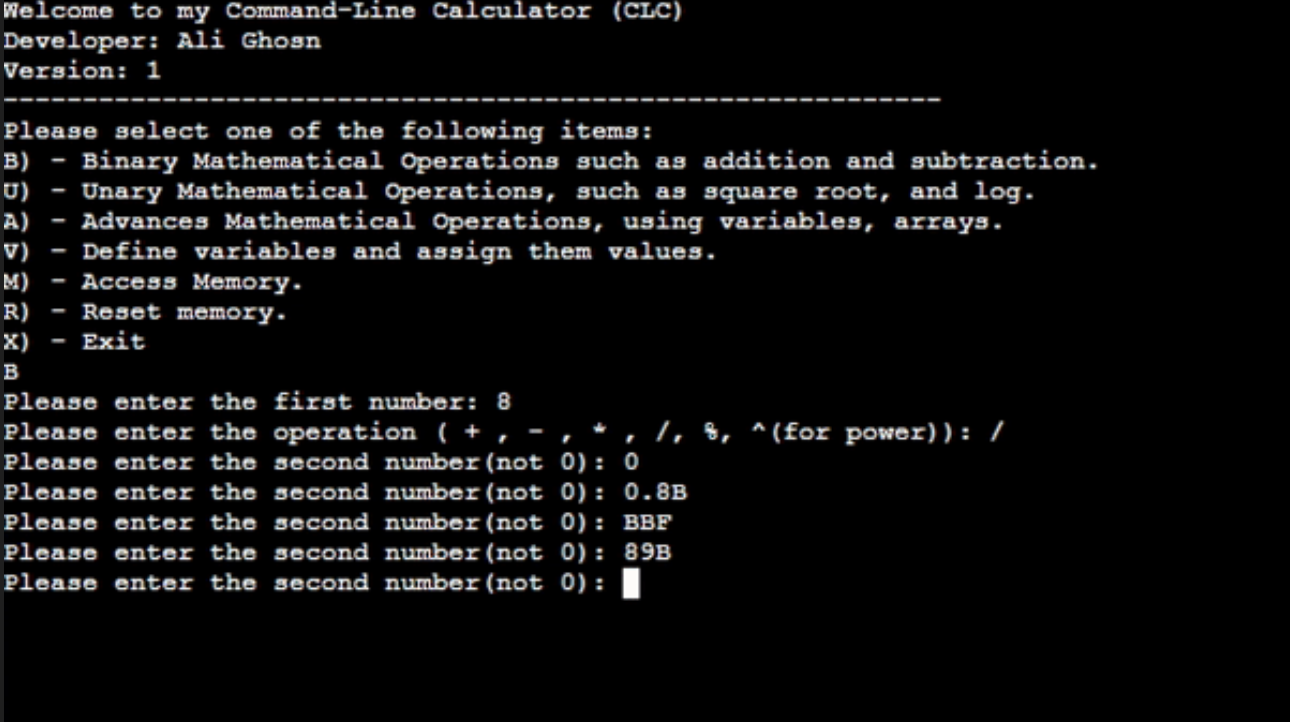 Welcome to my Command-Line Calculator (CLC)
Developer: Ali Ghosn
Version: 1
-----------------------------------------------------------
Please select one of the following items:
B) - Binary Mathematical Operations such as addition and subtraction.
U) - Unary Mathematical Operations, such as square root, and log.
A) - Advances Mathematical Operations, using variables, arrays.
V) - Define variables and assign them values.
M) - Access Memory.
R) - Reset memory.
X) - Exit
B
Please enter the first number: 8
Please enter the operation ( + , - , * , /, %, ^(for power)): /
Please enter the second number(not 0): 0
Please enter the second number(not 0): 0.8B
Please enter the second number(not 0): BBF
Please enter the second number(not 0): 89B
Please enter the second number(not 0):